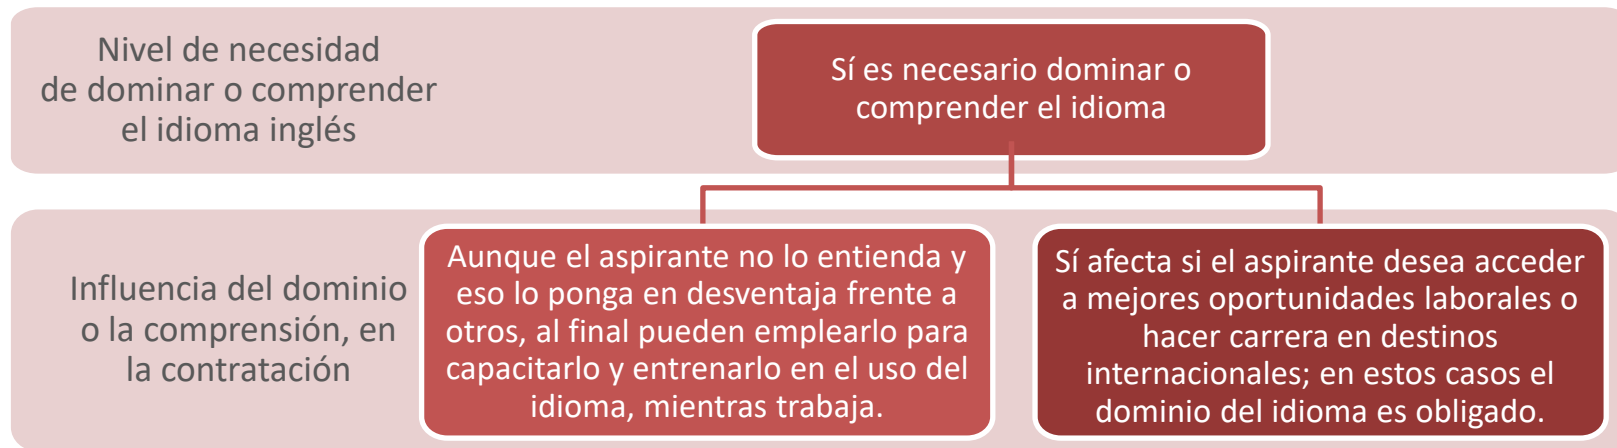 Nivel de necesidad
de dominar o comprender
el idioma inglés
Sí es necesario dominar o
comprender el idioma
Influencia del dominio
o la comprensión, en
la contratación
Aunque el aspirante no lo entienda y
eso lo ponga en desventaja frente a
otros, al final pueden emplearlo para
capacitarlo y entrenarlo en el uso del
idioma, mientras trabaja.
Sí afecta si el aspirante desea acceder
a mejores oportunidades laborales o
hacer carrera en destinos
internacionales; en estos casos el
dominio del idioma es obligado.